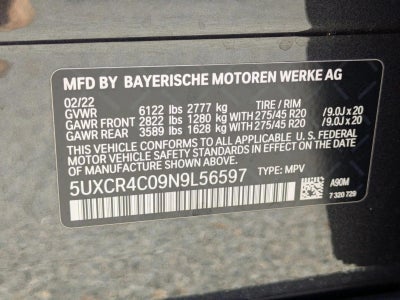 MFD BY BAYERISCHE MOTOREN WERKE AG
02/22
GVWR 6122 lbs 2777 kg TIRE / RIM
GAWR FRONT 2822 lbs 1280 kg WITH 275/45 R20 /9.0J x 20
GAWR REAR 3589 lbs 1628 kg WITH 275/45 R20 /9.0J x 20
THIS VEHICLE CONFORMS TO ALL APPLICABLE U.S. FEDERAL
MOTOR VEHICLE SAFETY STANDARDS IN EFFECT ON THE DATE
OF MANUFACTURE SHOWN ABOVE.
5UXCR4C09N9L56597 TYPE: MPV
A90M
7 320 729